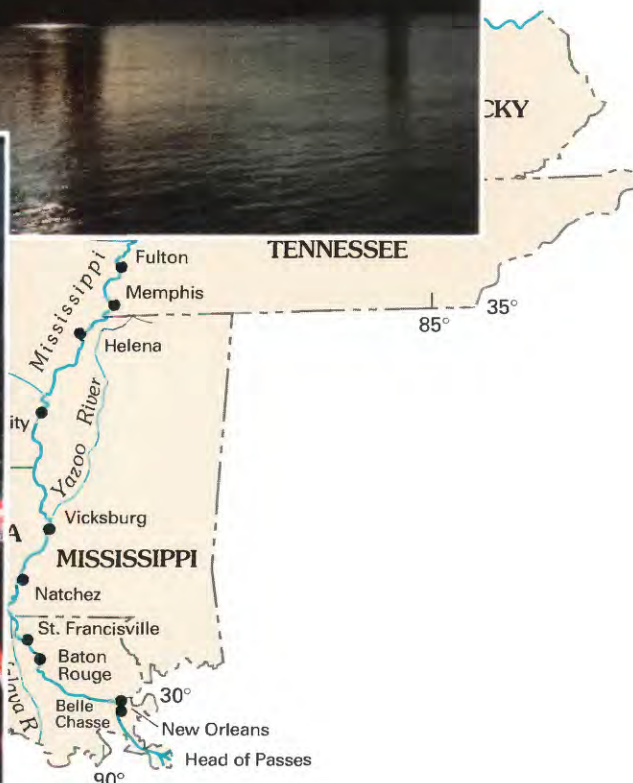 CKY
TENNESSEE
Fulton
Mississippi
Memphis
35°
85°
Helena
ity
Yazoo River
Vicksburg
A
MISSISSIPPI
Natchez
St. Francisville
Baton
Rouge
30°
Belle
Chasse
New Orleans
Head of Passes
90°